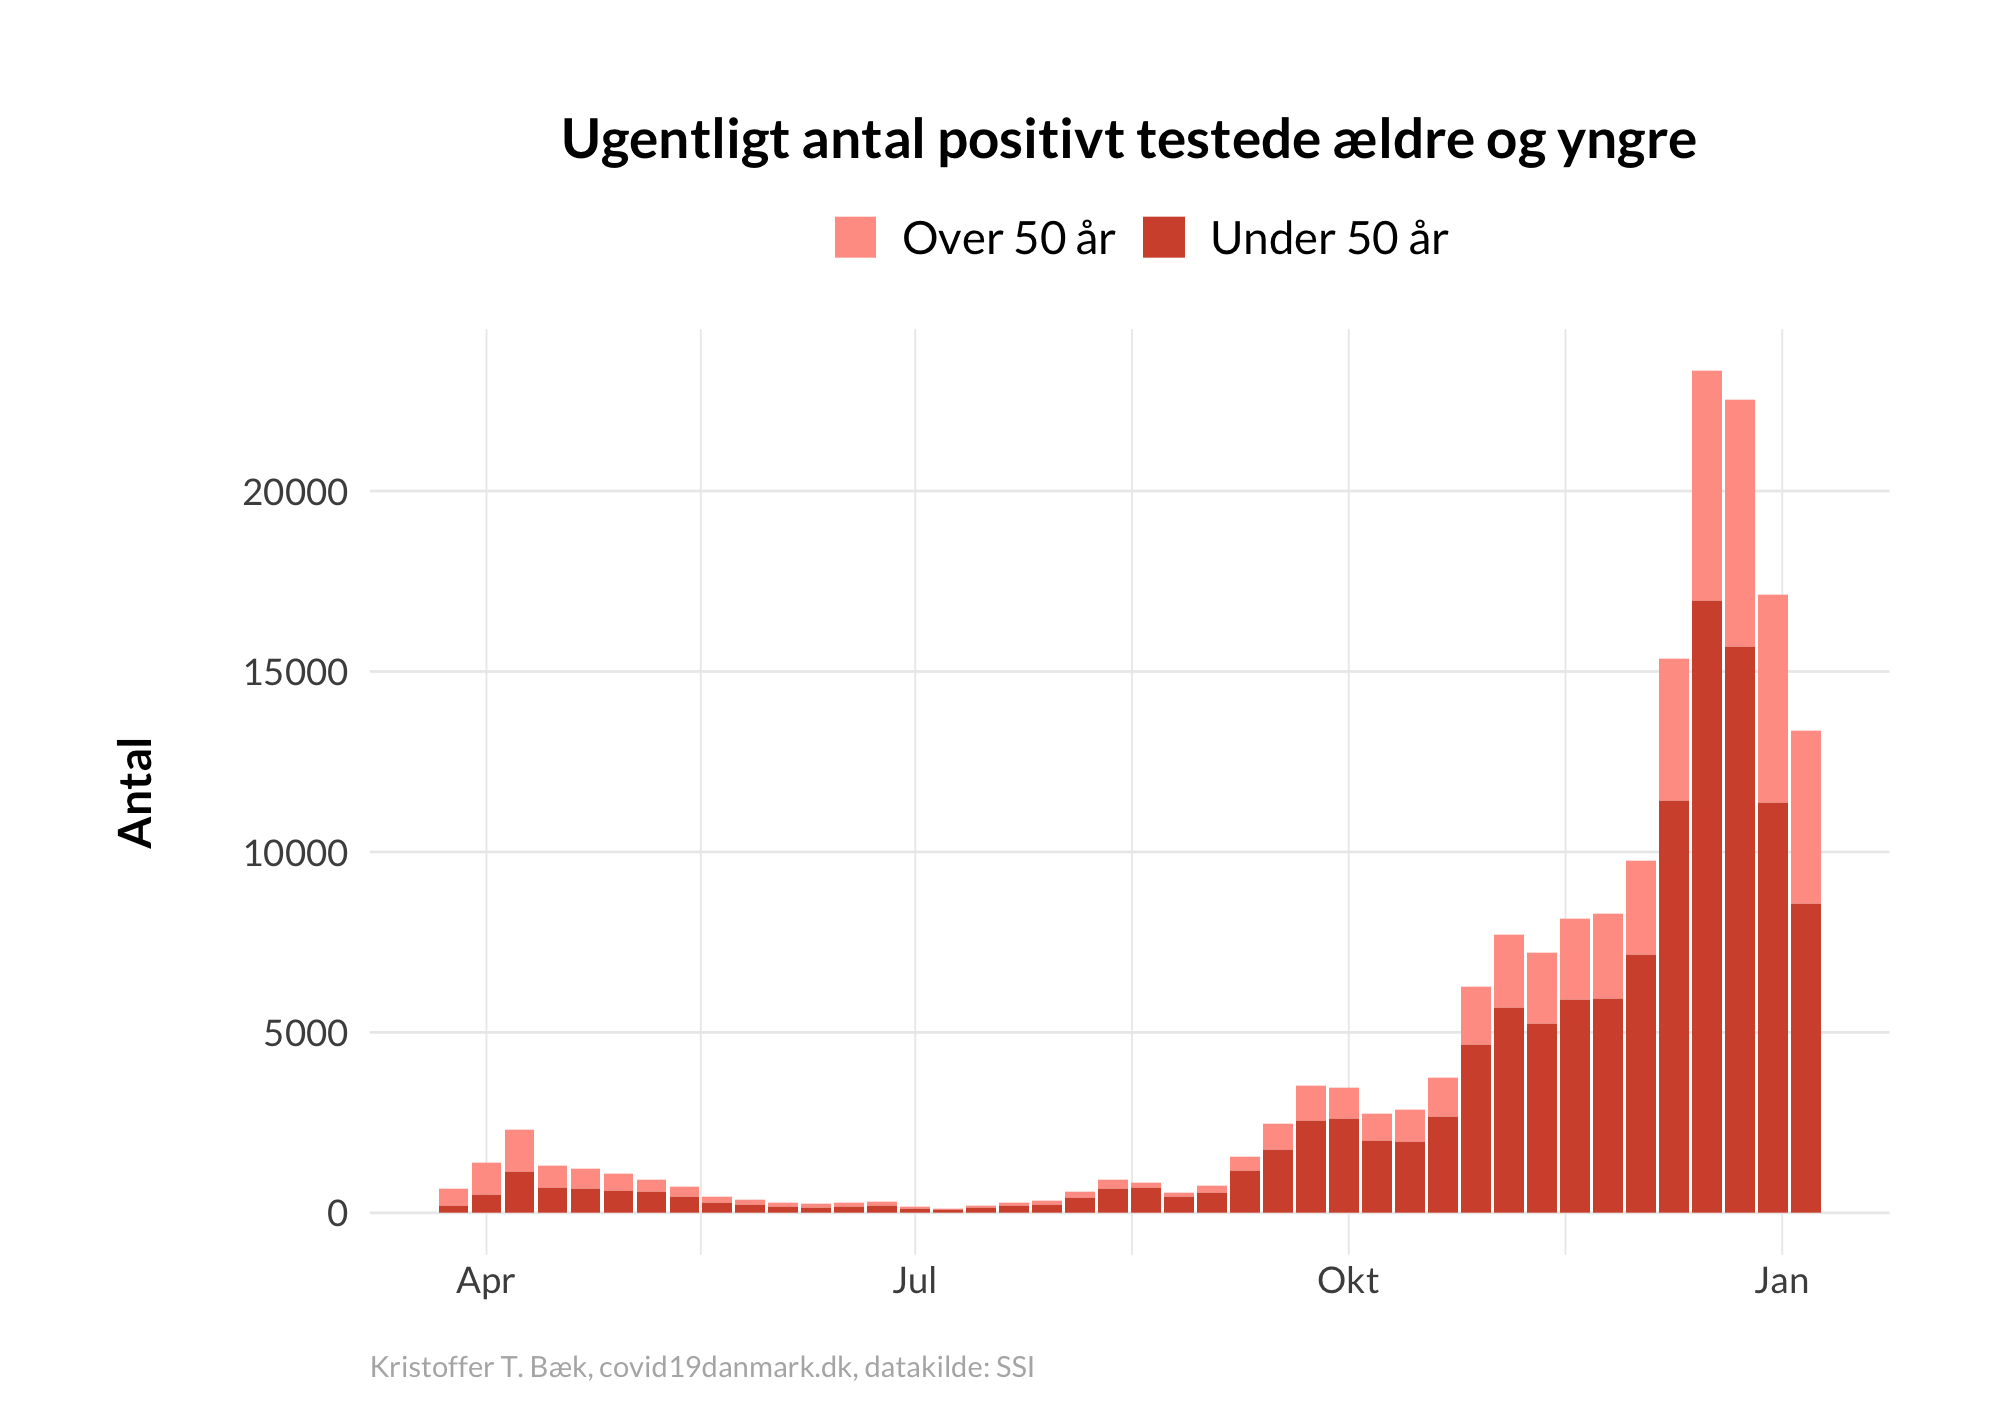 Ugentligt antal positivt testede ældre og yngre
Over 50 år
Under 50 år
Antal
20000
15000
10000
5000
0
Apr
Jul
Okt
Jan
Kristoffer T. Bæk, covid19danmark.dk, datakilde: SSI